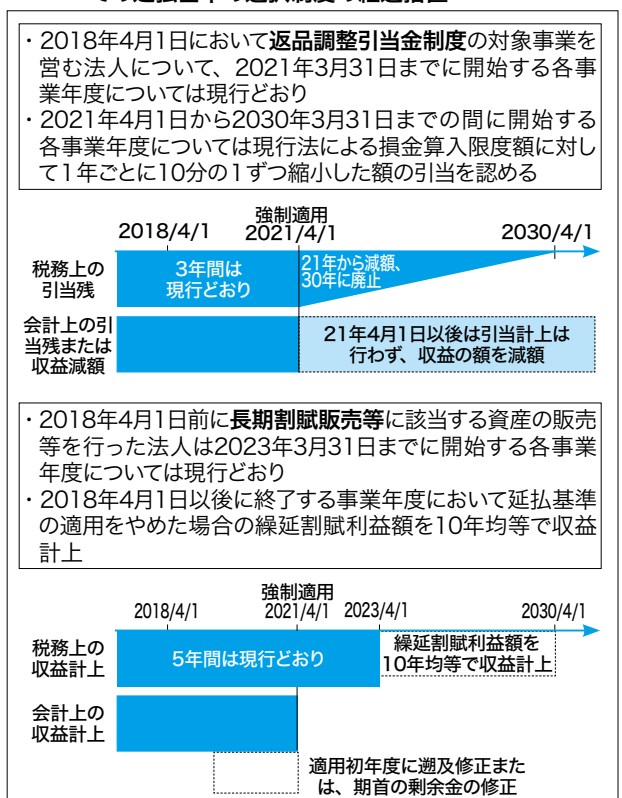 ・2018年4月1日において返品調整引当金制度の対象事業を
営む法人について、2021年3月31日までに開始する各事
業年度については現行どおり
・2021年4月1日から2030年3月31日までの間に開始する
各事業年度については現行法による損金算入限度額に対し
て1年ごとに10分の1ずつ縮小した額の引当を認める
強制適用
2018/4/1 2021/4/1 2030/4/1
税務上の
引当残
3年間は
現行どおり
21年から減額、
30年に廃止
会計上の引
当残または
収益減額
21年4月1日以後は引当計上は
行わず、収益の額を減額
・2018年4月1日前に長期割賦販売等に該当する資産の販売
等を行った法人は2023年3月31日までに開始する各事業
年度については現行どおり
・2018年4月1日以後に終了する事業年度において延払基準
の適用をやめた場合の繰延割賦利益額を10年均等で収益
計上
強制適用
2018/4/1 2021/4/1 2023/4/1 2030/4/1
税務上の
収益計上
5年間は現行どおり
繰延割賦利益額を
10年均等で収益計上
会計上の
収益計上
適用初年度に遡及修正また
は、期首の剰余金の修正